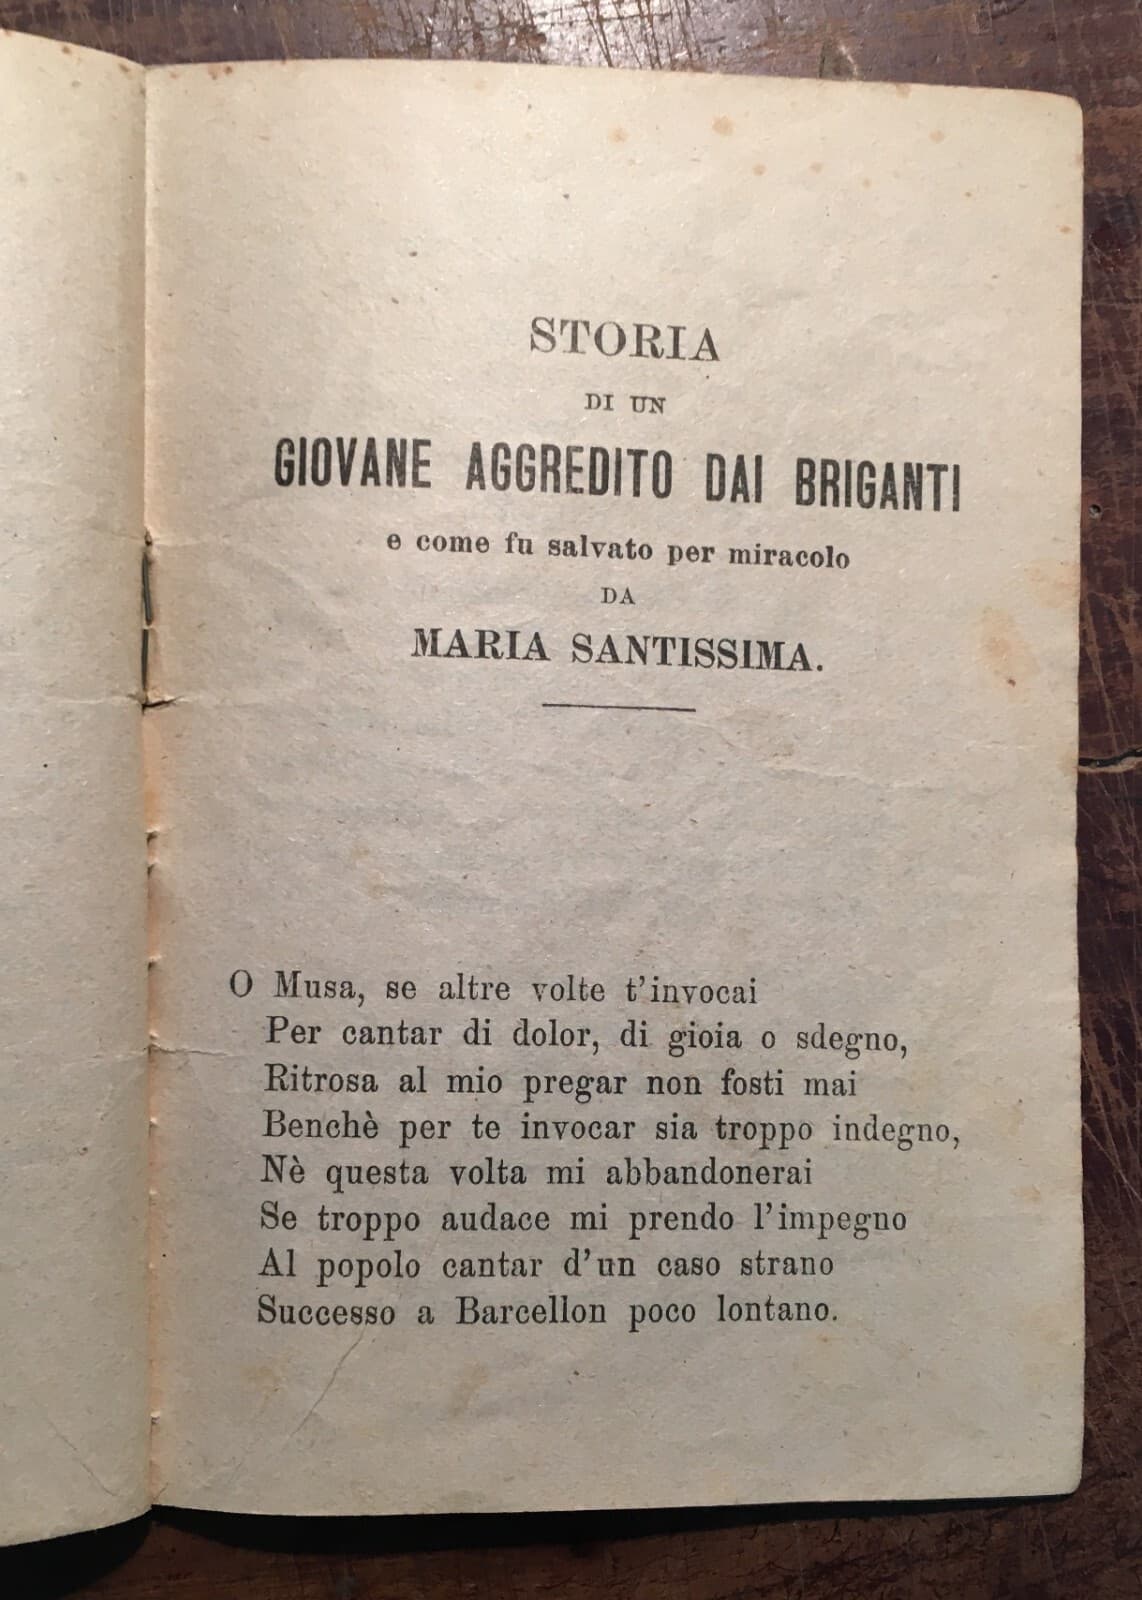 STORIA
DI UN
GIOVANE AGGREDITO DAI BRIGANTI
e come fu salvato per miracolo
DA
MARIA SANTISSIMA.
O Musa, se altre volte t'invocai
Per cantar di dolor, di gioia o sdegno,
Ritrosa al mio pregar non fosti mai
Benchè per te invocar sia troppo indegno,
Nè questa volta mi abbandonerai
Se troppo audace mi prendo l'impegno
Al popolo cantar d'un caso strano
Successo a Barcellon poco lontano.